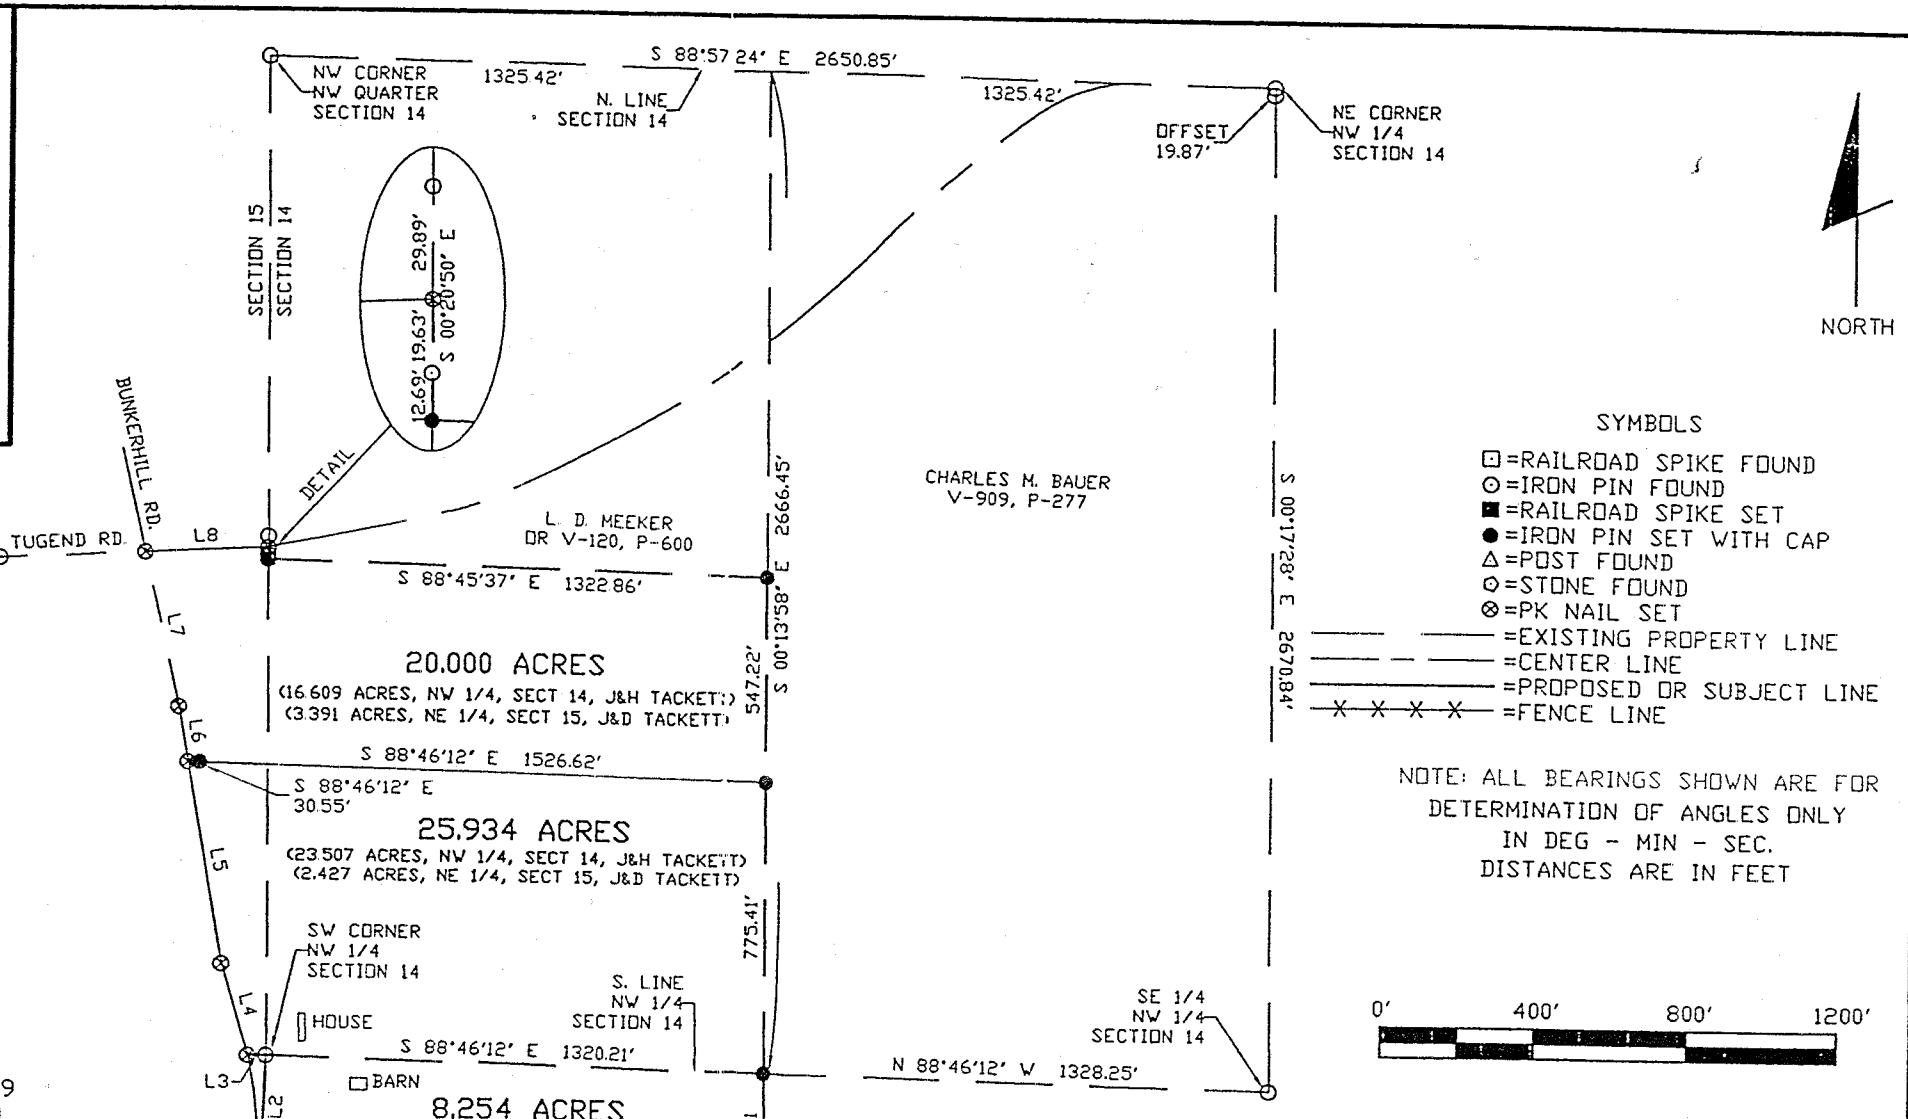 S 88°57'24" E 2650.85'
1325.42'
1325.42'
NW CORNER
NW QUARTER
SECTION 14
N. LINE
SECTION 14
OFFSET
19.87'
NE CORNER
NW 1/4
SECTION 14
SECTION 15
SECTION 14
29.89'
S 00°20'50" E
19.63'
12.69'
DETAIL
NORTH
BUNKERHILL RD.
TUGEND RD.
L8
L. D. MEEKER
OR V-120, P-600
CHARLES M. BAUER
V-909, P-277
S 88°45'37" E 1322.86'
S 00°13'58" E 2666.45'
S 00°17'28" E 2670.84'
SYMBOLS
=RAILROAD SPIKE FOUND
=IRON PIN FOUND
=RAILROAD SPIKE SET
=IRON PIN SET WITH CAP
=POST FOUND
=STONE FOUND
=PK NAIL SET
=EXISTING PROPERTY LINE
=CENTER LINE
=PROPOSED OR SUBJECT LINE
=FENCE LINE
L7
20.000 ACRES
(16.609 ACRES, NW 1/4, SECT 14, J&H TACKETT)
(3.391 ACRES, NE 1/4, SECT 15, J&D TACKETT)
547.22'
L6
S 88°46'12" E 1526.62'
S 88°46'12" E
30.55'
NOTE: ALL BEARINGS SHOWN ARE FOR
DETERMINATION OF ANGLES ONLY
IN DEG - MIN - SEC.
DISTANCES ARE IN FEET
25.934 ACRES
(23.507 ACRES, NW 1/4, SECT 14, J&H TACKETT)
(2.427 ACRES, NE 1/4, SECT 15, J&D TACKETT)
L5
775.41'
SW CORNER
NW 1/4
SECTION 14
L4
HOUSE
S. LINE
NW 1/4
SECTION 14
SE 1/4
NW 1/4
SECTION 14
0' 400' 800' 1200'
S 88°46'12" E 1320.21'
N 88°46'12" W 1328.25'
L3
BARN
L2
9
8.254 ACRES